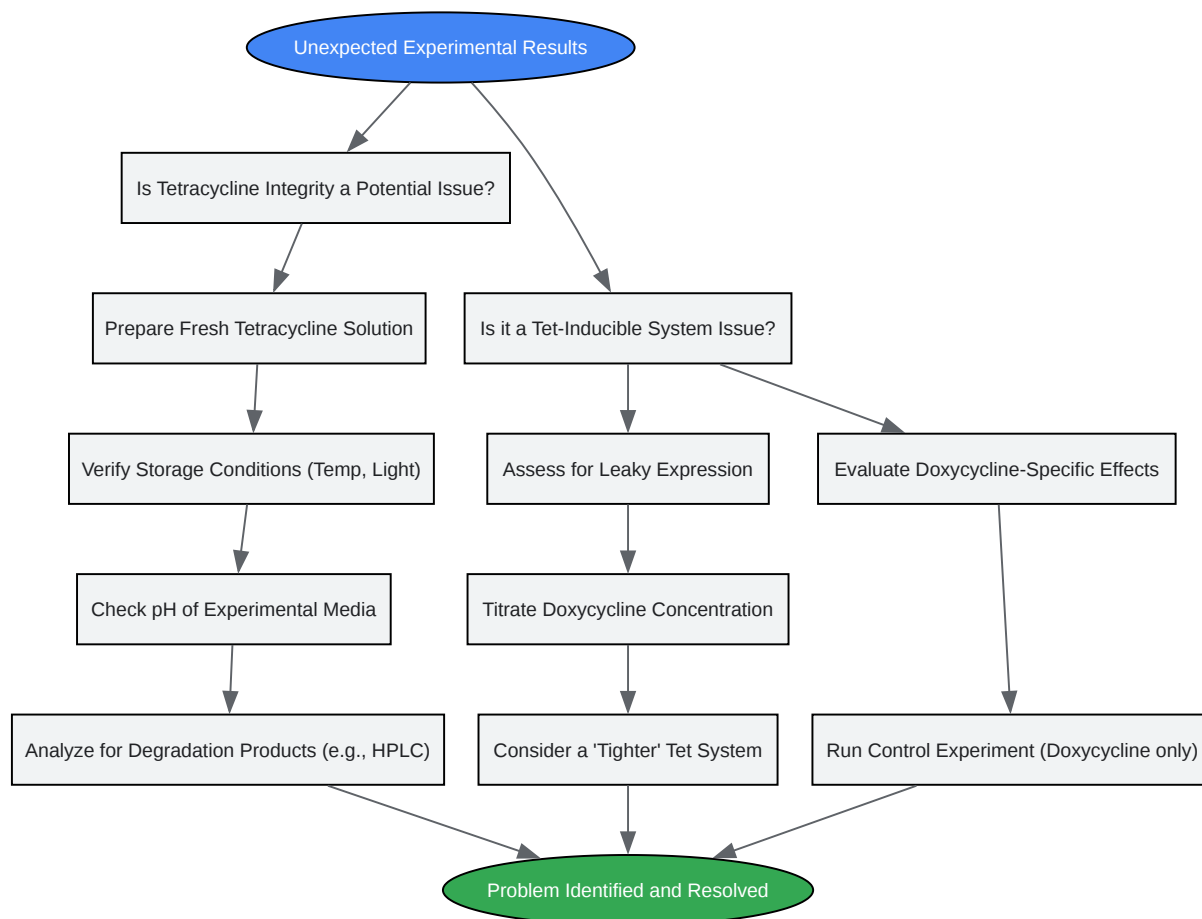 Unexpected Experimental Results
Is Tetracycline Integrity a Potential Issue?
Prepare Fresh Tetracycline Solution
Is it a Tet-Inducible System Issue?
Verify Storage Conditions (Temp, Light)
Assess for Leaky Expression
Evaluate Doxycycline-Specific Effects
Check pH of Experimental Media
Titrate Doxycycline Concentration
Analyze for Degradation Products (e.g., HPLC)
Consider a 'Tighter' Tet System
Run Control Experiment (Doxycycline only)
Problem Identified and Resolved